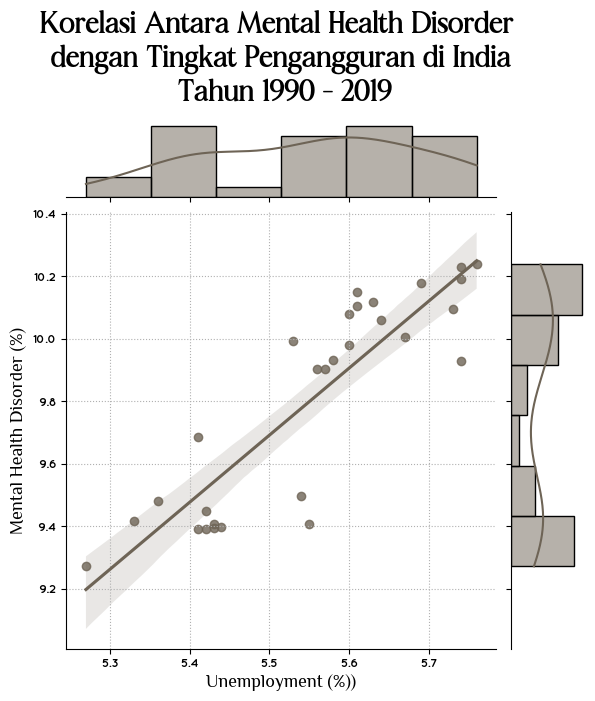 Korelasi Antara Mental Health Disorder
dengan Tingkat Pengangguran di India
Tahun 1990 - 2019
10.4
10.2
10.0
9.8
9.6
9.4
9.2
Mental Health Disorder (%)
5.3 5.4 5.5 5.6 5.7
Unemployment (%))